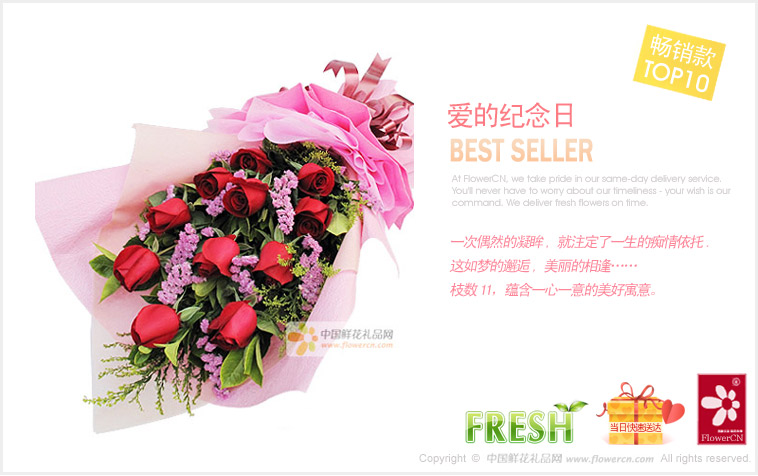 畅销款
TOP10
爱的纪念日
BEST SELLER
At FlowerCN, we take pride in our same-day delivery service.
You'll never have to worry about our timeliness - your wish is our
command. We deliver fresh flowers on time.
一次偶然的凝眸，就注定了一生的痴情依托．
这如梦的邂逅，美丽的相逢……
枝数 11，蕴含一心一意的美好寓意。
中国鲜花礼品网
www.flowercn.com
FRESH
当日快速送达
FlowerCN
Copyright © 中国鲜花礼品网 www.flowercn.com All rights reserved.